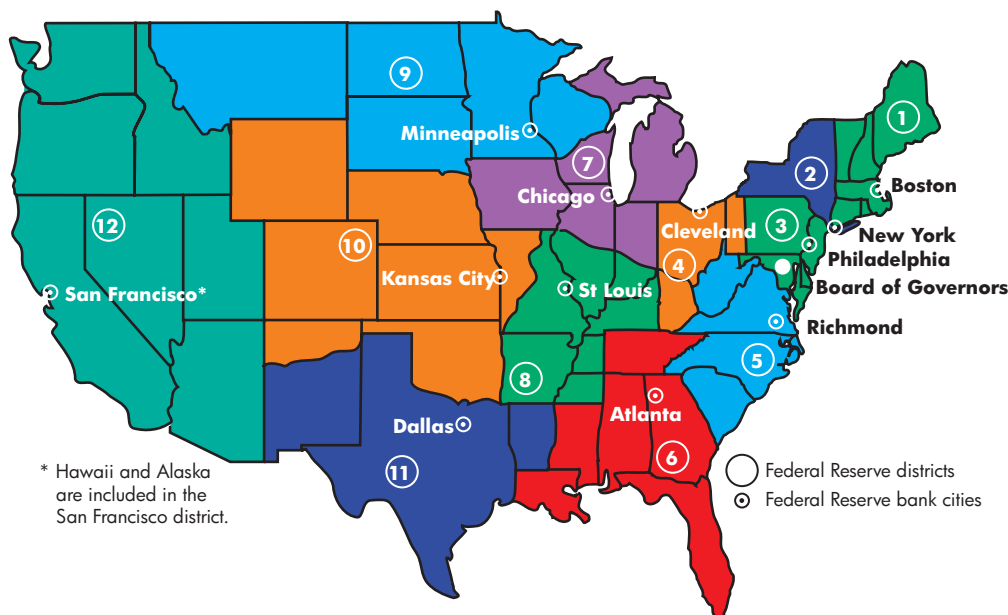 9
1
Minneapolis
7
2
Chicago
Boston
12
3
10
Cleveland
New York
4
Philadelphia
Kansas City
San Francisco*
St Louis
Board of Governors
Richmond
8
5
Atlanta
Dallas
11
6
* Hawaii and Alaska
are included in the
San Francisco district.
Federal Reserve districts
Federal Reserve bank cities